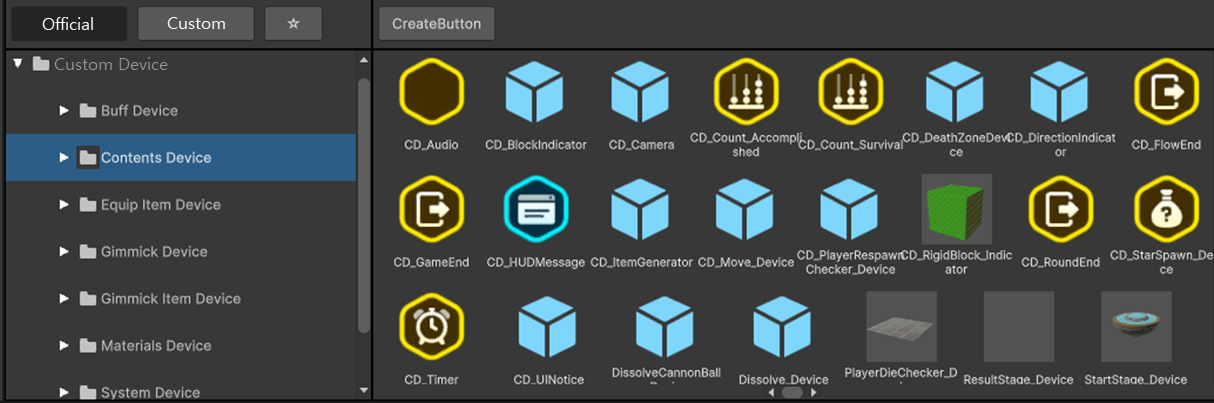 Official Custom ☆ CreateButton
Custom Device
Buff Device
Contents Device
Equip Item Device
Gimmick Device
Gimmick Item Device
Materials Device
System Device
CD_Audio CD_BlockIndicator CD_Camera CD_Count_Accomplished CD_Count_Survival CD_DeathZoneDevice CD_DirectionIndicator CD_FlowEnd
CD_GameEnd CD_HUDMessage CD_ItemGenerator CD_Move_Device CD_PlayerRespawnChecker_Device CD_RigidBlock_Indicator CD_RoundEnd CD_StarSpawn_Device
CD_Timer CD_UINotice DissolveCannonBall Dissolve_Device PlayerDieChecker_D ResultStage_Device StartStage_Device